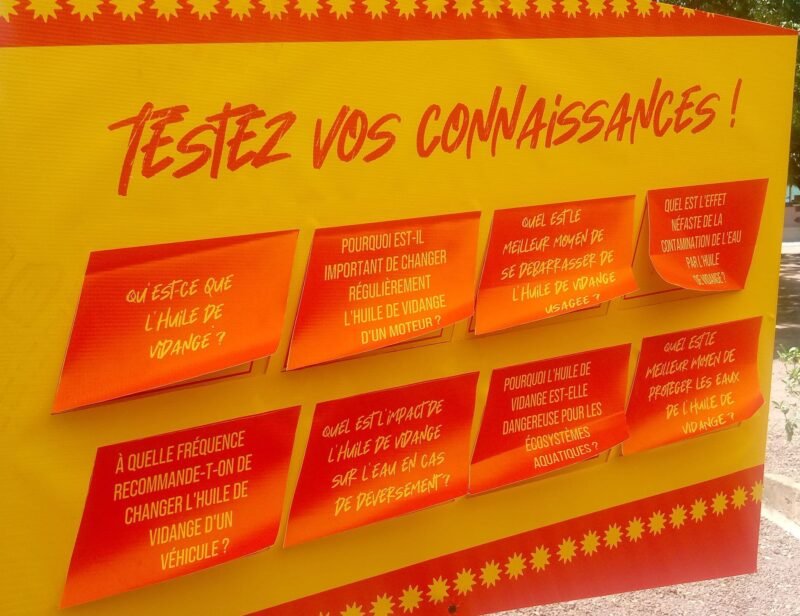 TESTEZ VOS CONNAISSANCES !
QU'EST-CE QUE
L'HUILE DE
VIDANGE ?
POURQUOI EST-IL
IMPORTANT DE CHANGER
RÉGULIÈREMENT
L'HUILE DE VIDANGE
D'UN MOTEUR ?
QUEL EST LE
MEILLEUR MOYEN DE
SE DÉBARRASSER DE
L'HUILE DE VIDANGE
USAGÉE ?
QUEL EST L'EFFET
NÉFASTE DE LA
CONTAMINATION DE L'EAU
PAR L'HUILE
DE VIDANGE ?
À QUELLE FRÉQUENCE
RECOMMANDE-T-ON DE
CHANGER L'HUILE DE
VIDANGE D'UN
VÉHICULE ?
QUEL EST L'IMPACT DE
L'HUILE DE VIDANGE
SUR L'EAU EN CAS
DE DÉVERSEMENT ?
POURQUOI L'HUILE DE
VIDANGE EST-ELLE
DANGEREUSE POUR LES
ÉCOSYSTÈMES
AQUATIQUES ?
QUEL EST LE
MEILLEUR MOYEN DE
PROTÉGER LES EAUX
DE L'HUILE DE
VIDANGE ?